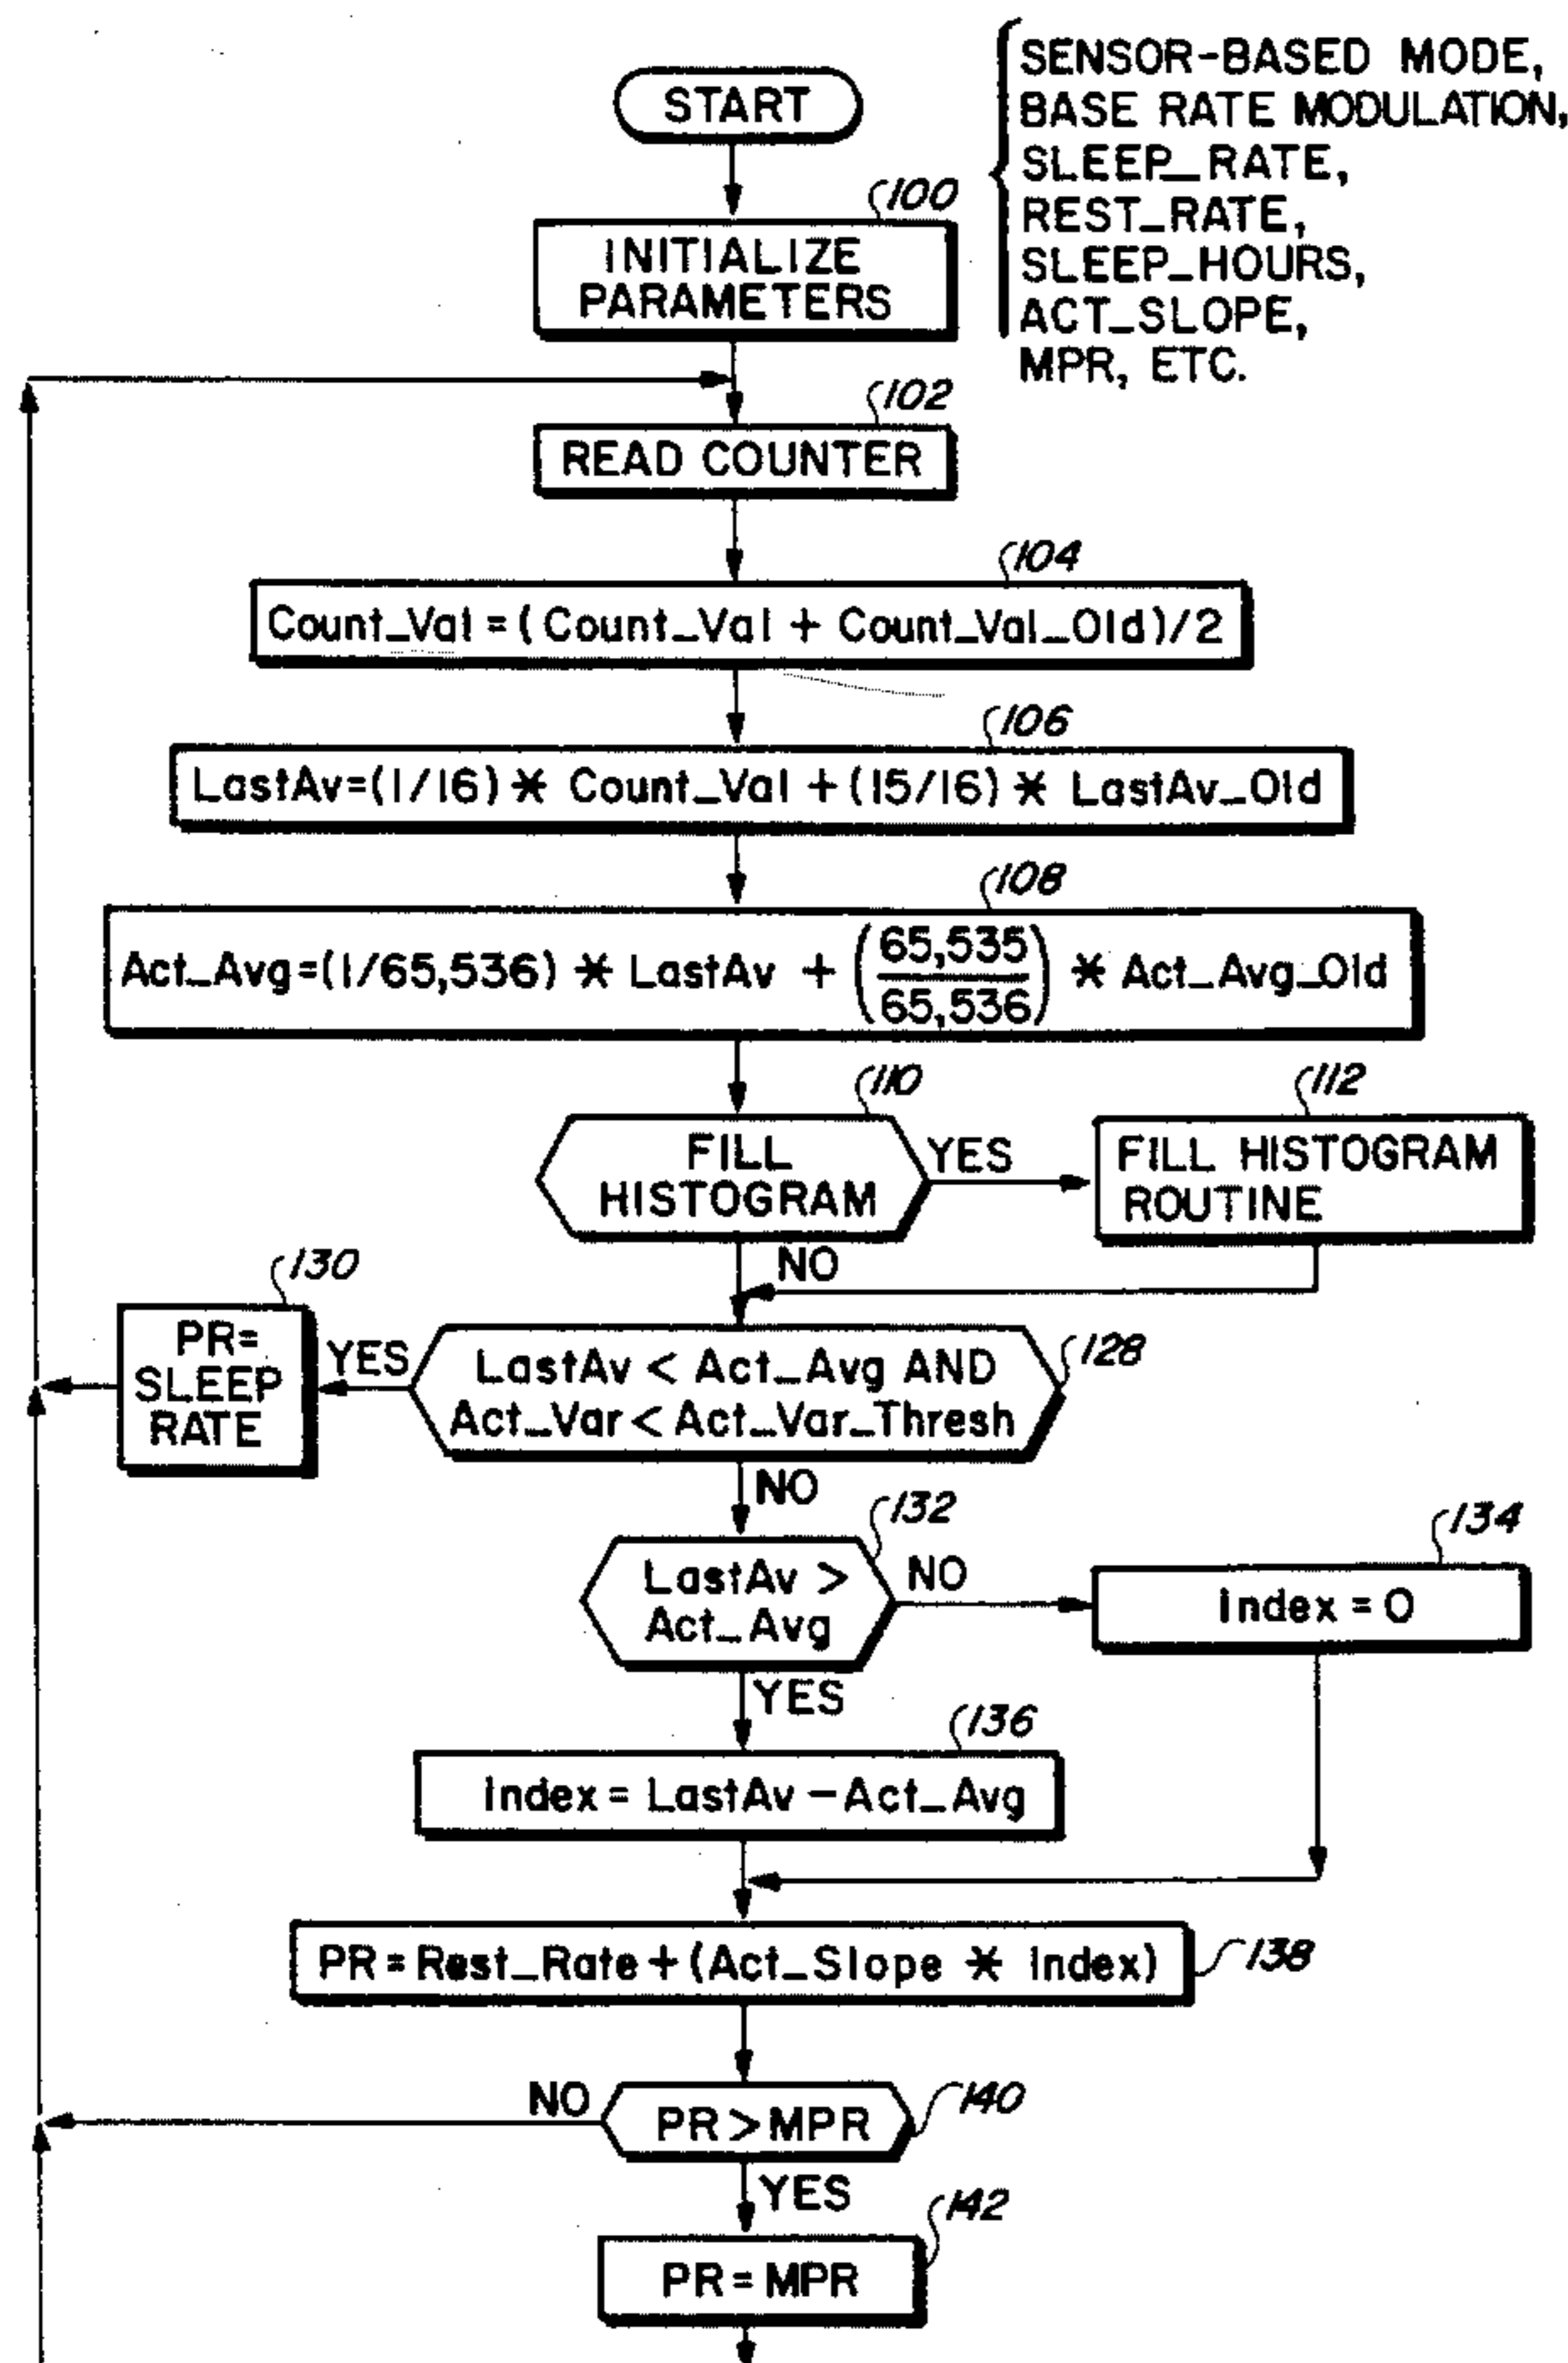 START
SENSOR-BASED MODE,
BASE RATE MODULATION,
SLEEP_RATE,
REST_RATE,
SLEEP_HOURS,
ACT_SLOPE,
MPR, ETC.
100
INITIALIZE
PARAMETERS
102
READ COUNTER
104
Count_Val = (Count_Val + Count_Val_Old)/2
106
LastAv=(1/16) * Count_Val + (15/16) * LastAv_Old
108
Act_Avg=(1/65,536) * LastAv + (65,535/65,536) * Act_Avg_Old
110
FILL
HISTOGRAM
YES
112
FILL HISTOGRAM
ROUTINE
NO
130
PR=
SLEEP
RATE
YES
128
LastAv < Act_Avg AND
Act_Var < Act_Var_Thresh
NO
132
LastAv >
Act_Avg
NO
134
Index = 0
YES
136
Index = LastAv - Act_Avg
PR = Rest_Rate + (Act_Slope * Index)
138
NO
PR > MPR
140
YES
142
PR = MPR